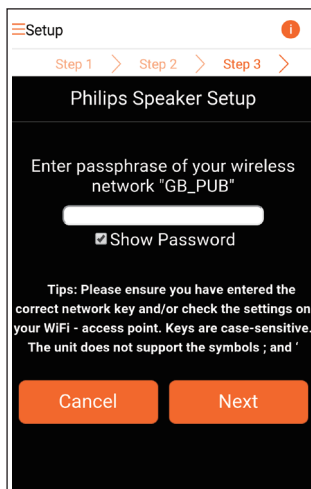 Setup
Step 1 Step 2 Step 3
Philips Speaker Setup
Enter passphrase of your wireless
network "GB_PUB"
Show Password
Tips: Please ensure you have entered the
correct network key and/or check the settings on
your WiFi - access point. Keys are case-sensitive.
The unit does not support the symbols ; and ‘
Cancel Next